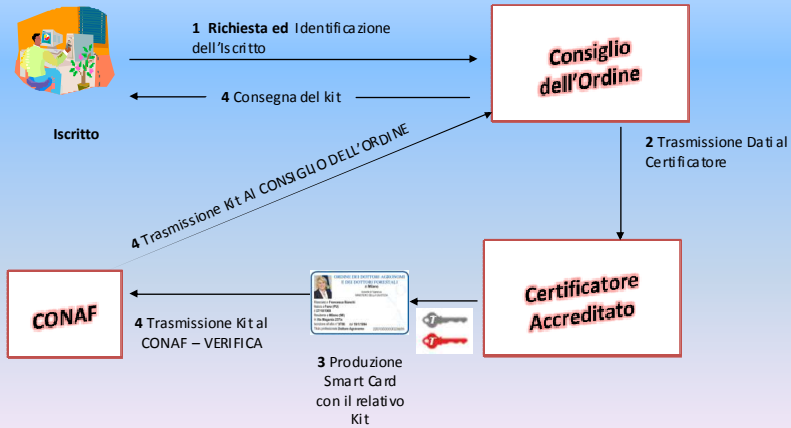 1 Richiesta ed Identificazione
dell'Iscritto
Consiglio
dell'Ordine
4 Consegna del kit
Iscritto
2 Trasmissione Dati al
Certificatore
4 Trasmissione Kit Al CONSIGLIO DELL'ORDINE
CONAF
4 Trasmissione Kit al
CONAF – VERIFICA
ORDINE DEI DOTTORI AGRONOMI
E DEI DOTTORI FORESTALI
3 Produzione
Smart Card
con il relativo
Kit
Certificatore
Accreditato